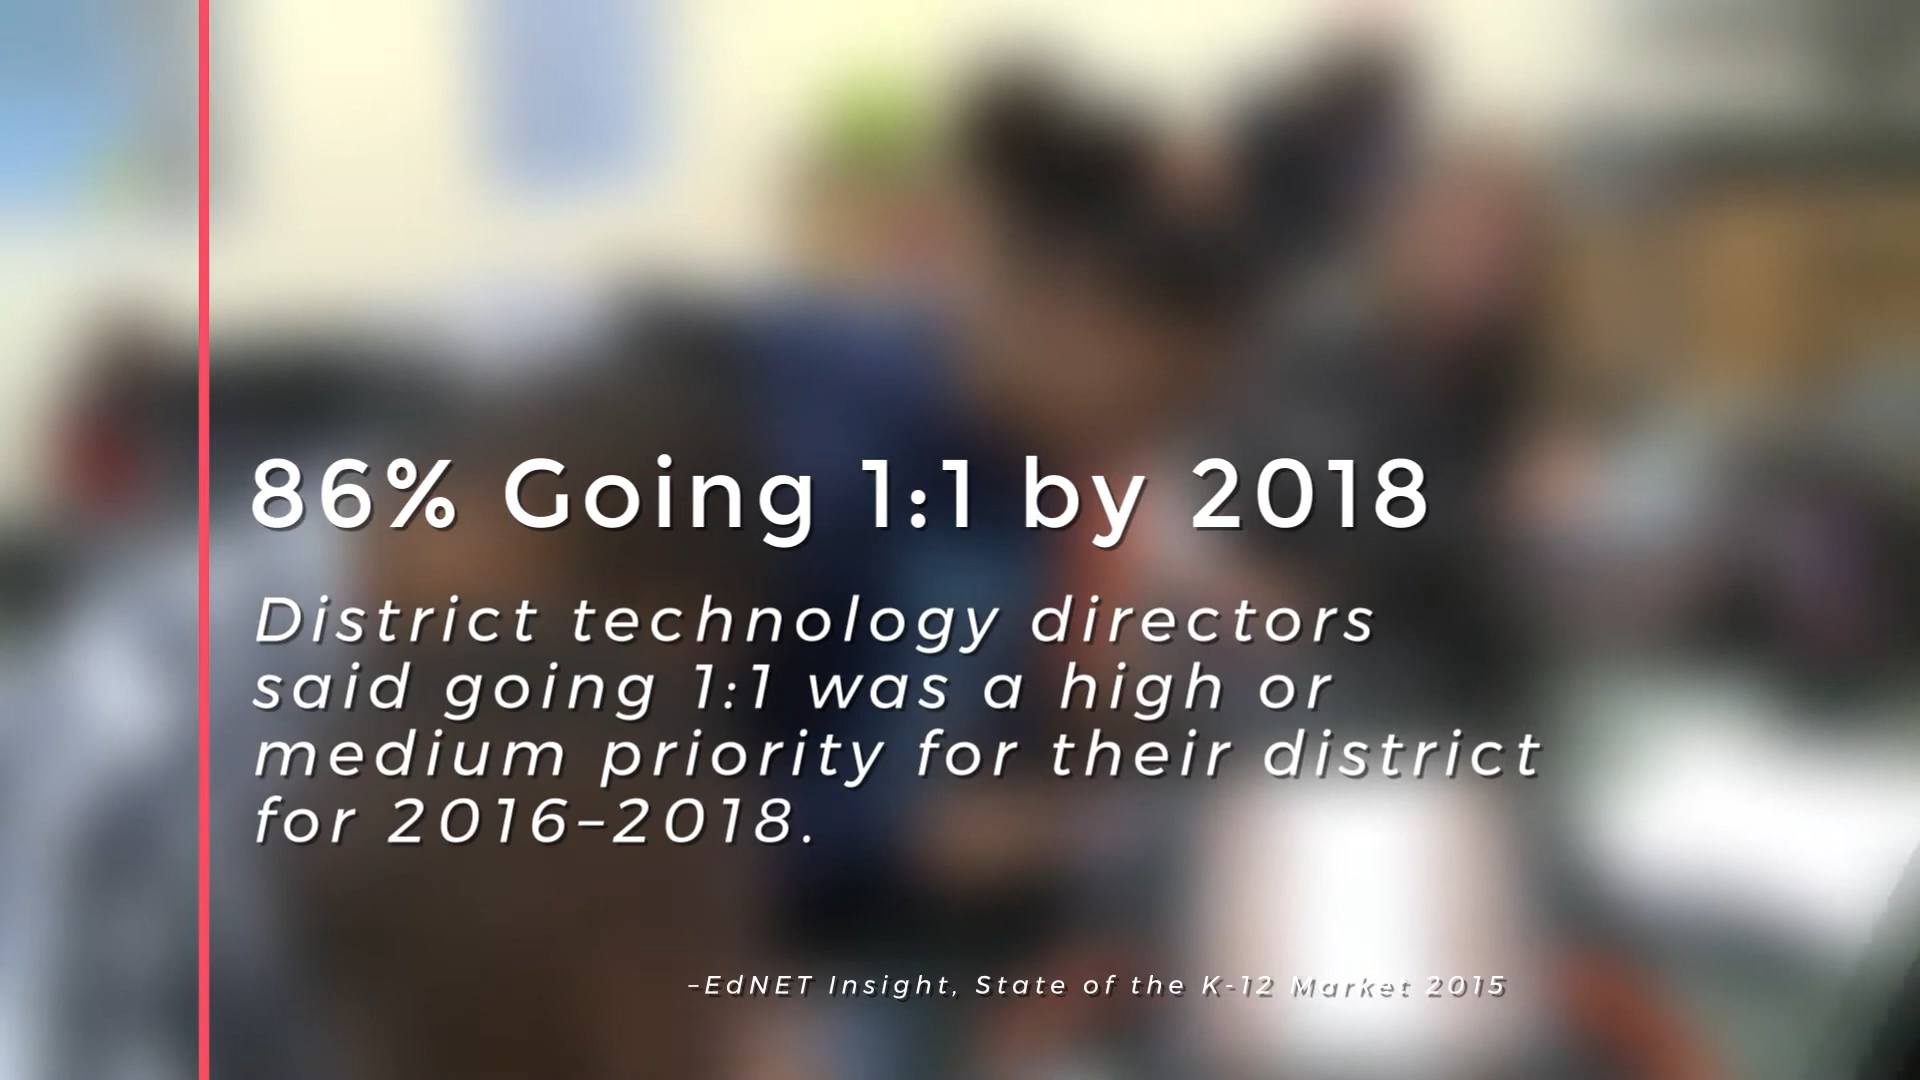 86% Going 1:1 by 2018
District technology directors
said going 1:1 was a high or
medium priority for their district
for 2016–2018.
–EdNET Insight, State of the K-12 Market 2015